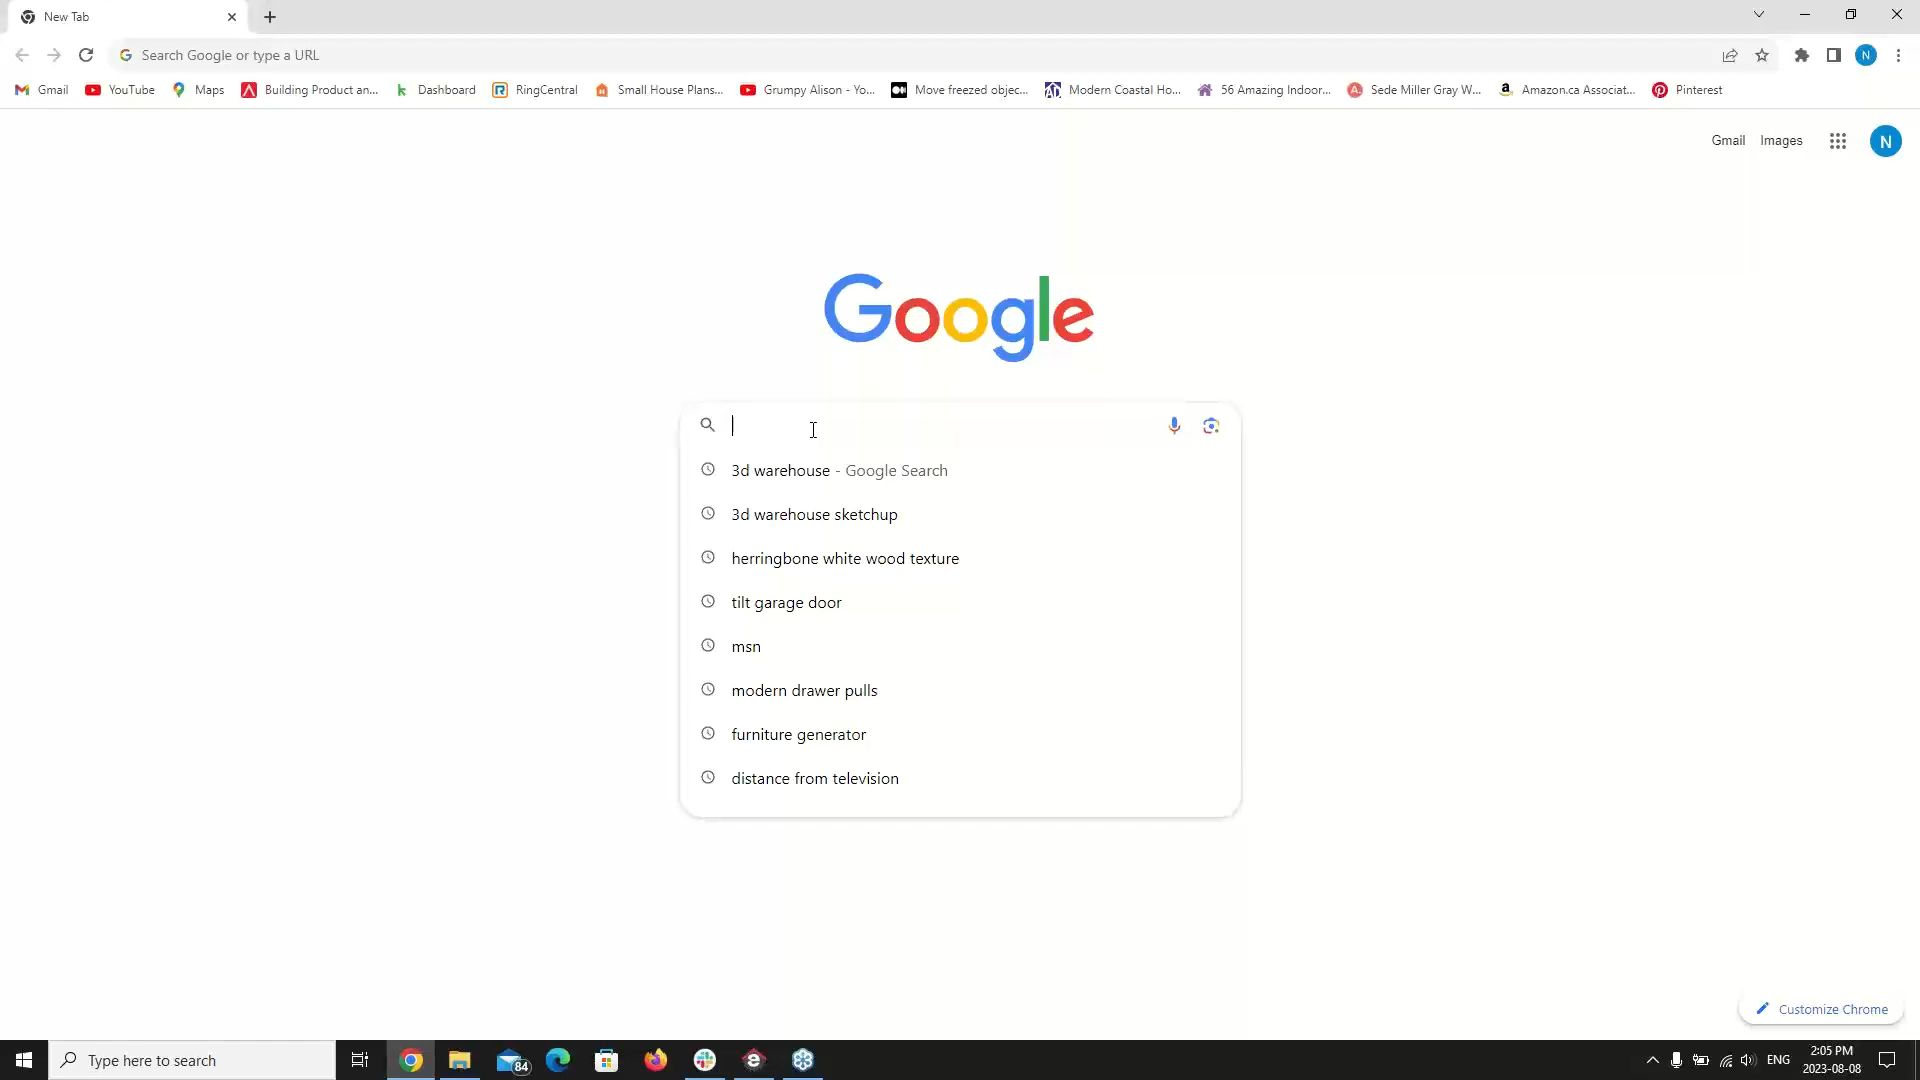 New Tab
Search Google or type a URL
Gmail YouTube Maps Building Product an... Dashboard RingCentral Small House Plans... Grumpy Alison - Yo... Move freezed objec... Modern Coastal Ho... 56 Amazing Indoor... Sede Miller Gray W... Amazon.ca Associat... Pinterest
Gmail Images N
Google
3d warehouse - Google Search
3d warehouse sketchup
herringbone white wood texture
tilt garage door
msn
modern drawer pulls
furniture generator
distance from television
Customize Chrome
Type here to search 84 ENG 2:05 PM
2023-08-08